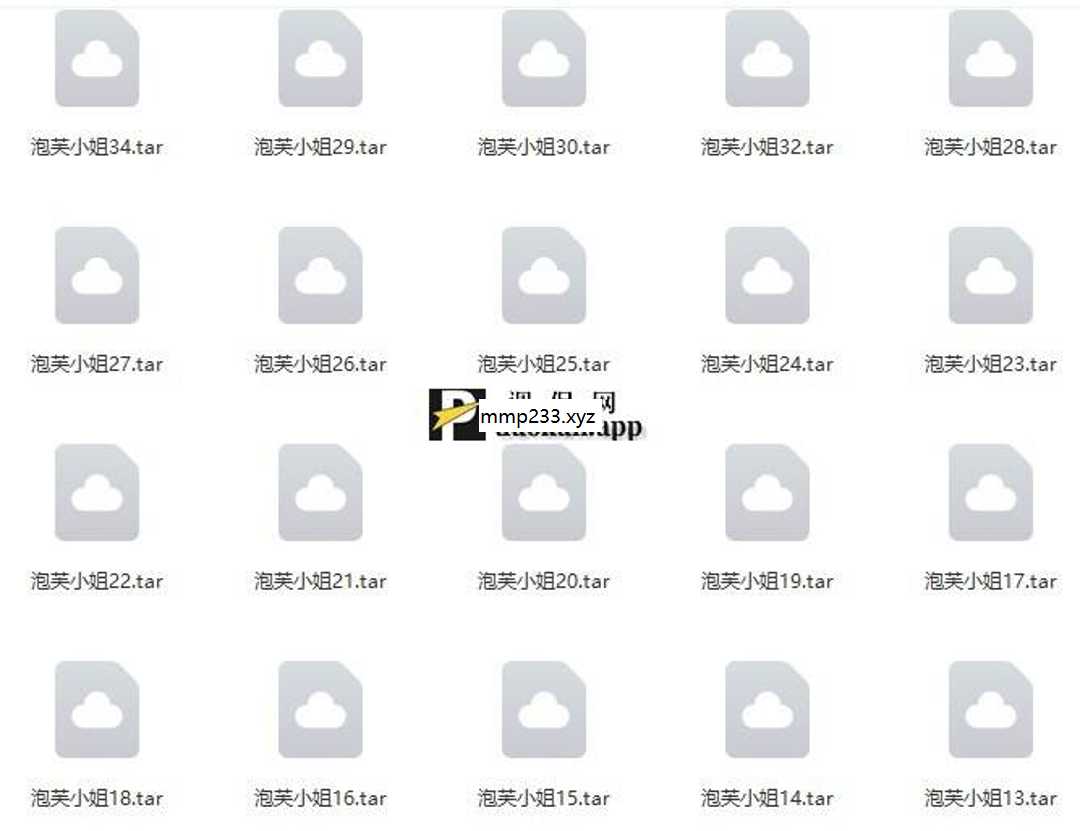 泡芙小姐34.tar 泡芙小姐29.tar 泡芙小姐30.tar 泡芙小姐32.tar 泡芙小姐28.tar
泡芙小姐27.tar 泡芙小姐26.tar 泡芙小姐25.tar 泡芙小姐24.tar 泡芙小姐23.tar
网
mmp233.xyz
app
泡芙小姐22.tar 泡芙小姐21.tar 泡芙小姐20.tar 泡芙小姐19.tar 泡芙小姐17.tar
泡芙小姐18.tar 泡芙小姐16.tar 泡芙小姐15.tar 泡芙小姐14.tar 泡芙小姐13.tar